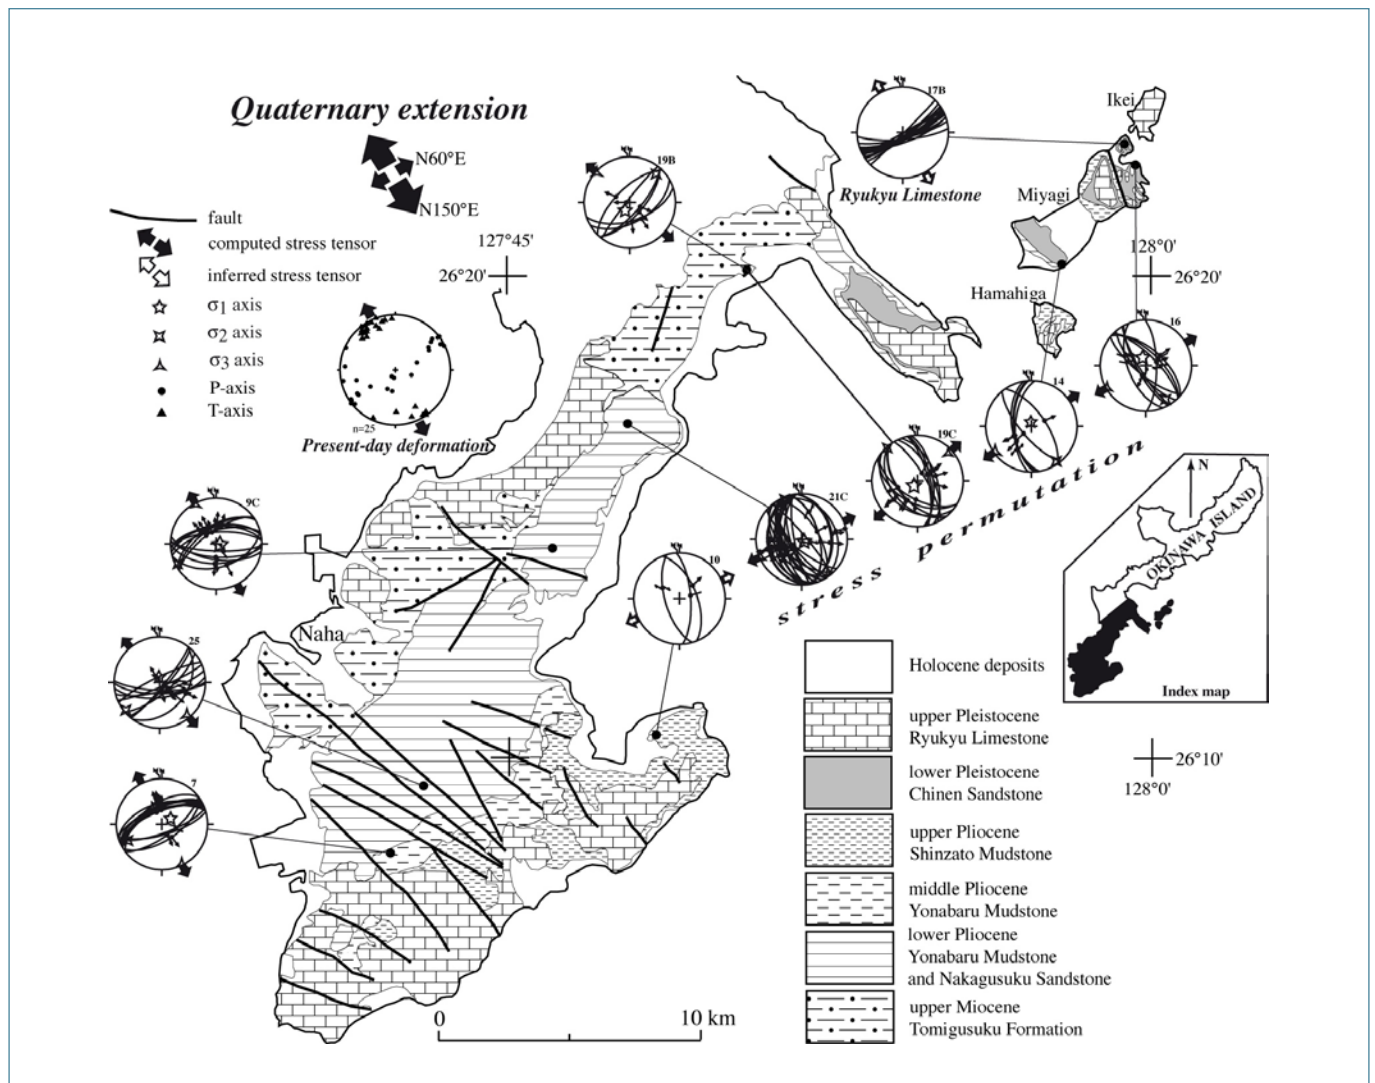 Quaternary extension
N60°E
N150°E
fault
computed stress tensor
inferred stress tensor
σ1 axis
σ2 axis
σ3 axis
P-axis
T-axis
n=25
Present-day deformation
127°45'
26°20'
19B
17B
Ryukyu Limestone
Ikei
Miyagi
128°0'
26°20'
Hamahiga
16
14
19C
21C
stress permutation
9C
10
25
7
Naha
N
OKINAWA ISLAND
Index map
26°10'
128°0'
Holocene deposits
upper Pleistocene
Ryukyu Limestone
lower Pleistocene
Chinen Sandstone
upper Pliocene
Shinzato Mudstone
middle Pliocene
Yonabaru Mudstone
lower Pliocene
Yonabaru Mudstone
and Nakagusuku Sandstone
upper Miocene
Tomigusuku Formation
0
10 km